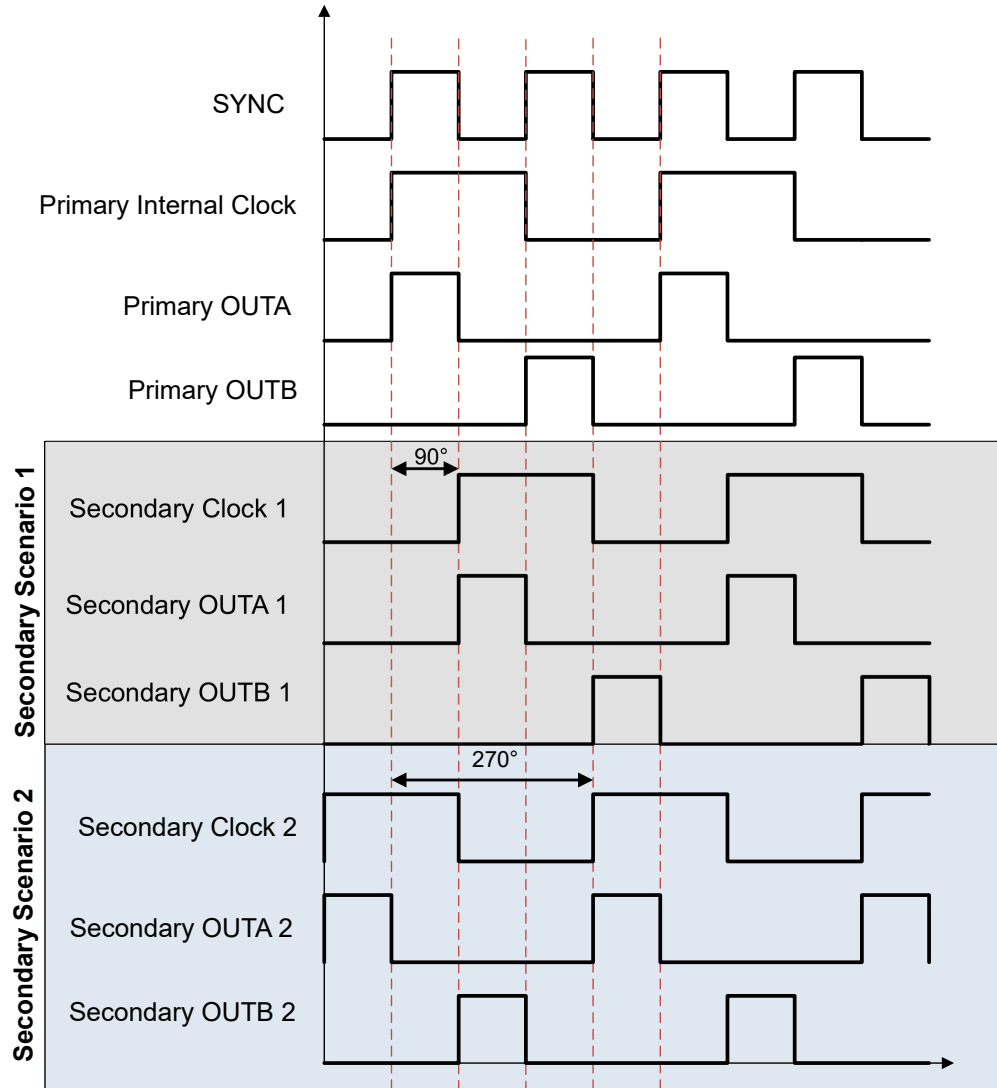 SYNC
Primary Internal Clock
Primary OUTA
Primary OUTB
Secondary Scenario 1
90°
Secondary Clock 1
Secondary OUTA 1
Secondary OUTB 1
Secondary Scenario 2
270°
Secondary Clock 2
Secondary OUTA 2
Secondary OUTB 2